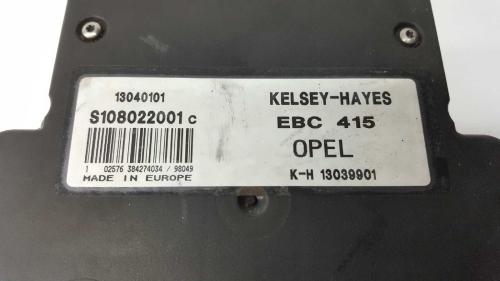 13040101
S108022001 C
1 02576 384274034 / 98049
MADE IN EUROPE
KELSEY-HAYES
EBC 415
OPEL
K-H 13039901